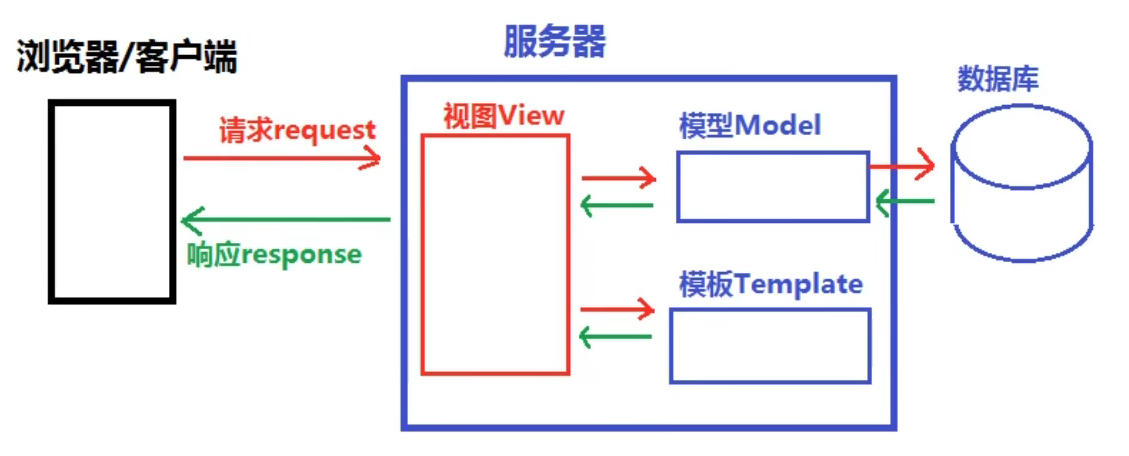 浏览器/客户端
服务器
数据库
请求request
响应response
视图View
模型Model
模板Template